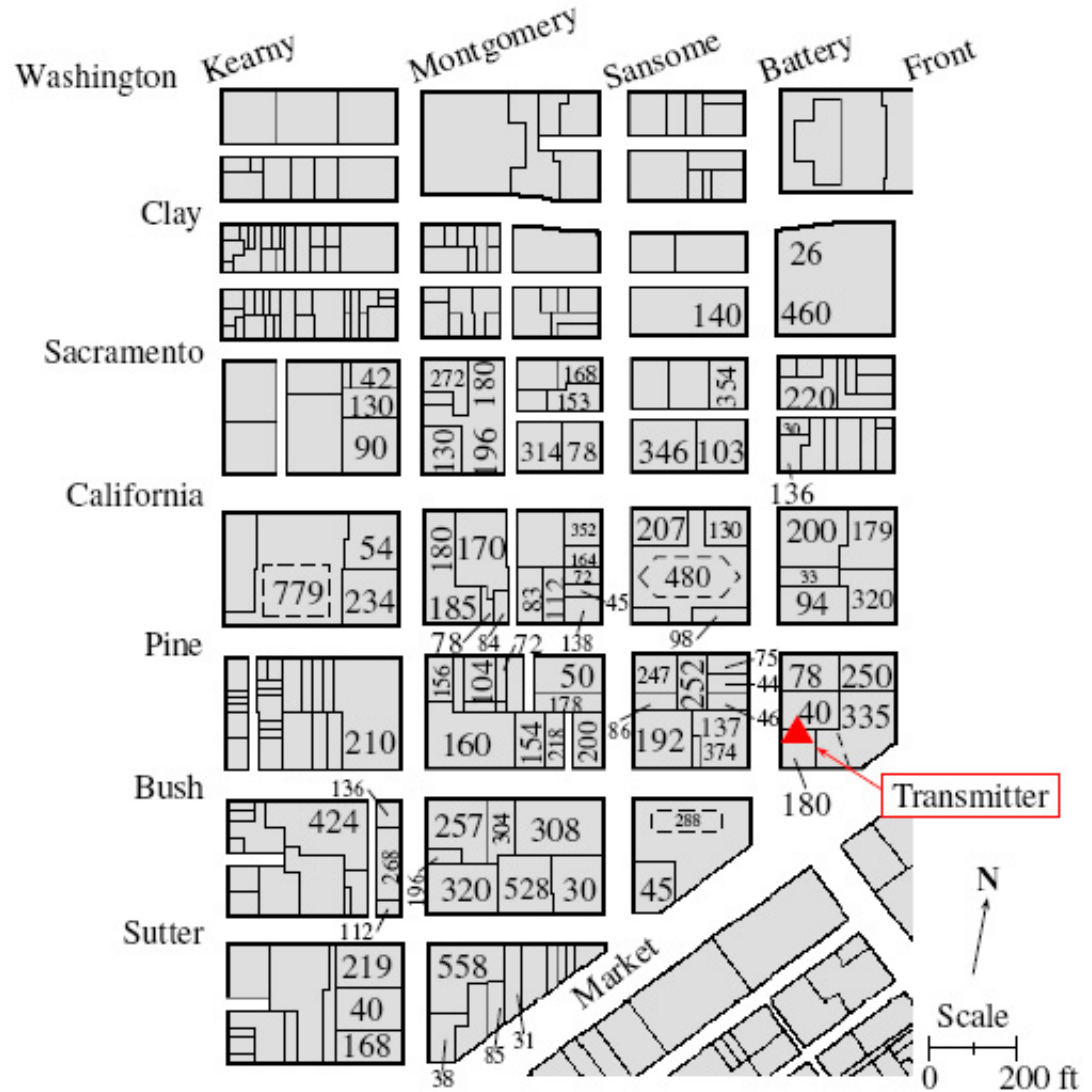 Kearny Montgomery Sansome Battery Front
Washington
Clay
26
140 460
Sacramento
42 272 180 168 354
130 153 220
90 130 196 314 78 346 103 30
136
California
54 180 170 352 207 130 200 179
164
779 234 72 480 33
185 83 112 45 94 320
78 84 72 138 98
Pine
156 104 50 247 252 75 78 250
178 44
86 46 40 335
210 160 154 218 200 192 137
374
180
Transmitter
Bush
136
424 257 304 308 288
268
196 320 528 30 45
112
N
Sutter
219 558 Market
40
168 85 31
38
Scale
0 200 ft